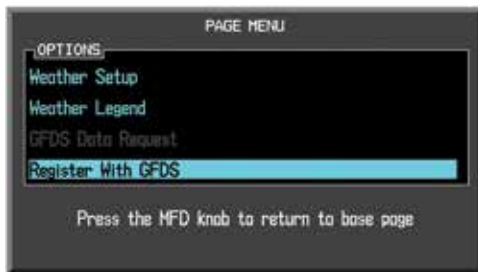 PAGE MENU
OPTIONS
Weather Setup
Weather Legend
GFDS Data Request
Register With GFDS
Press the MFD knob to return to base page